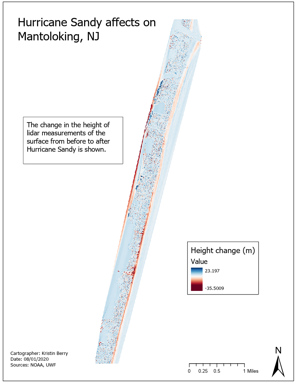 Hurricane Sandy affects on
Mantoloking, NJ
The change in the height of
lidar measurements of the
surface from before to after
Hurricane Sandy is shown.
Height change (m)
Value
23.197
-35.5009
Cartographer: Kristin Berry
Date: 08/01/2020
Sources: NOAA, UWF
0 0.25 0.5 1 Miles
N